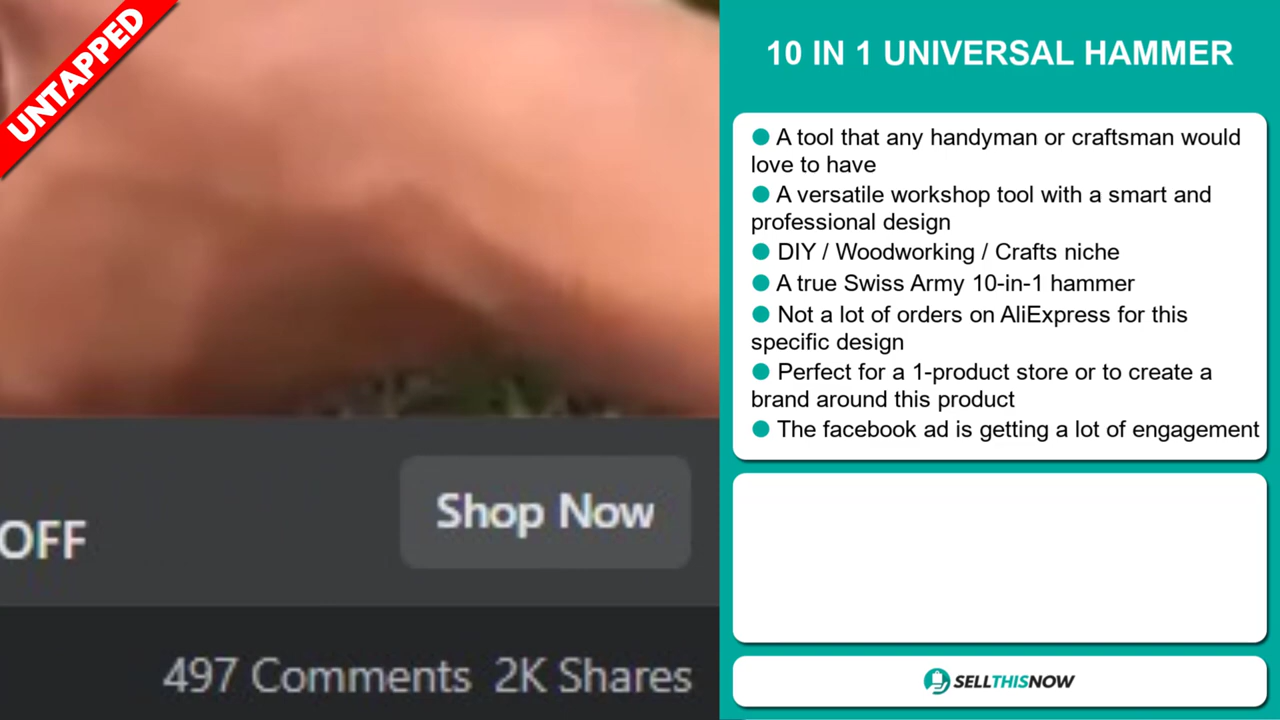 UNTAPPED
OFF
Shop Now
497 Comments 2K Shares
10 IN 1 UNIVERSAL HAMMER
● A tool that any handyman or craftsman would
love to have
● A versatile workshop tool with a smart and
professional design
● DIY / Woodworking / Crafts niche
● A true Swiss Army 10-in-1 hammer
● Not a lot of orders on AliExpress for this
specific design
● Perfect for a 1-product store or to create a
brand around this product
● The facebook ad is getting a lot of engagement
SELLTHISNOW